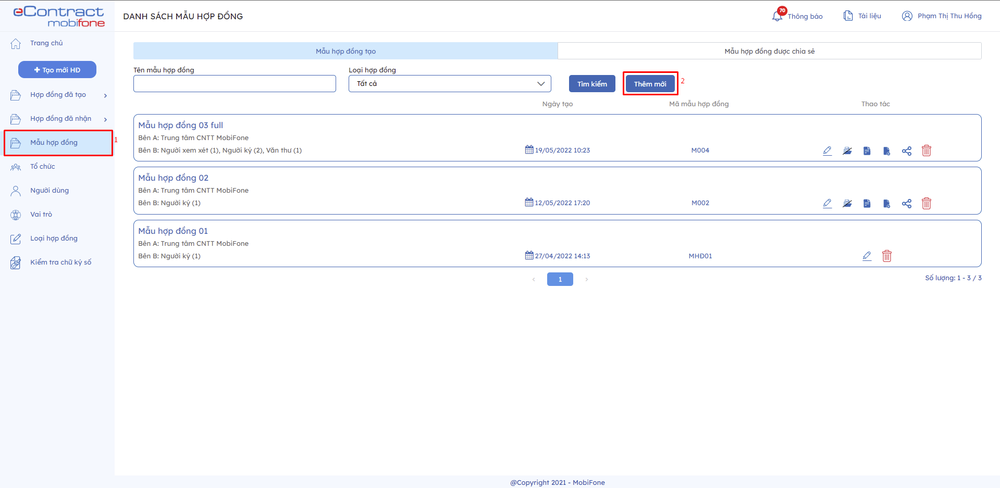 eContract
mobifone
DANH SÁCH MẪU HỢP ĐỒNG
70
Thông báo
Tài liệu
Phạm Thị Thu Hồng
Trang chủ
+ Tạo mới HĐ
Hợp đồng đã tạo
Hợp đồng đã nhận
Mẫu hợp đồng
1
Tổ chức
Người dùng
Vai trò
Loại hợp đồng
Kiểm tra chữ ký số
Mẫu hợp đồng tạo
Mẫu hợp đồng được chia sẻ
Tên mẫu hợp đồng
Loại hợp đồng
Tất cả
Tìm kiếm
Thêm mới
2
Ngày tạo
Mã mẫu hợp đồng
Thao tác
Mẫu hợp đồng 03 full
Bên A: Trung tâm CNTT MobiFone
Bên B: Người xem xét (1), Người ký (2), Văn thư (1)
19/05/2022 10:23
M004
Mẫu hợp đồng 02
Bên A: Trung tâm CNTT MobiFone
Bên B: Người ký (1)
12/05/2022 17:20
M002
Mẫu hợp đồng 01
Bên A: Trung tâm CNTT MobiFone
Bên B: Người ký (1)
27/04/2022 14:13
MHĐ01
1
Số lượng: 1 - 3 / 3
@Copyright 2021 - MobiFone